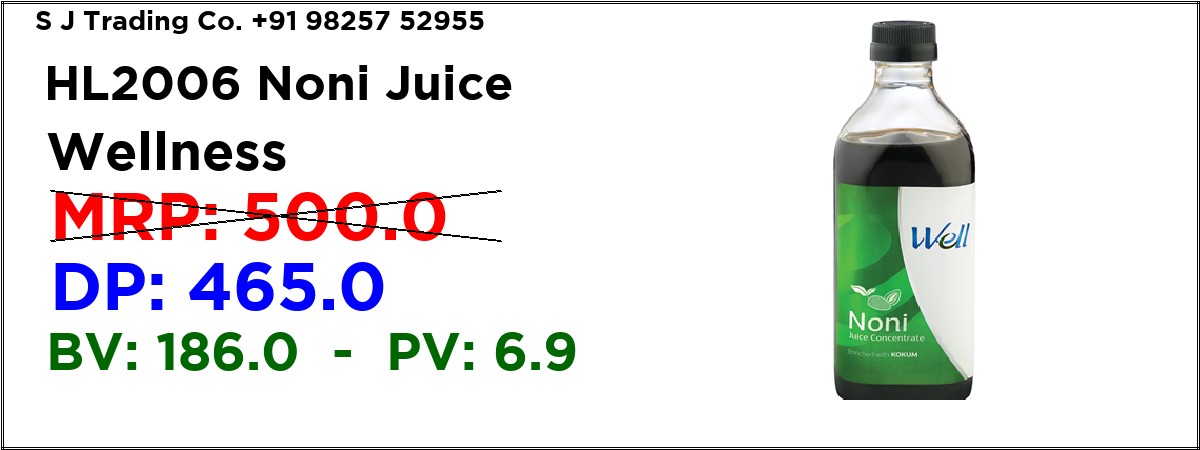 S J Trading Co. +91 98257 52955
HL2006 Noni Juice
Wellness
MRP: 500.0
DP: 465.0
BV: 186.0 - PV: 6.9
Well
Noni
Juice Concentrate
Enriched with KOKUM